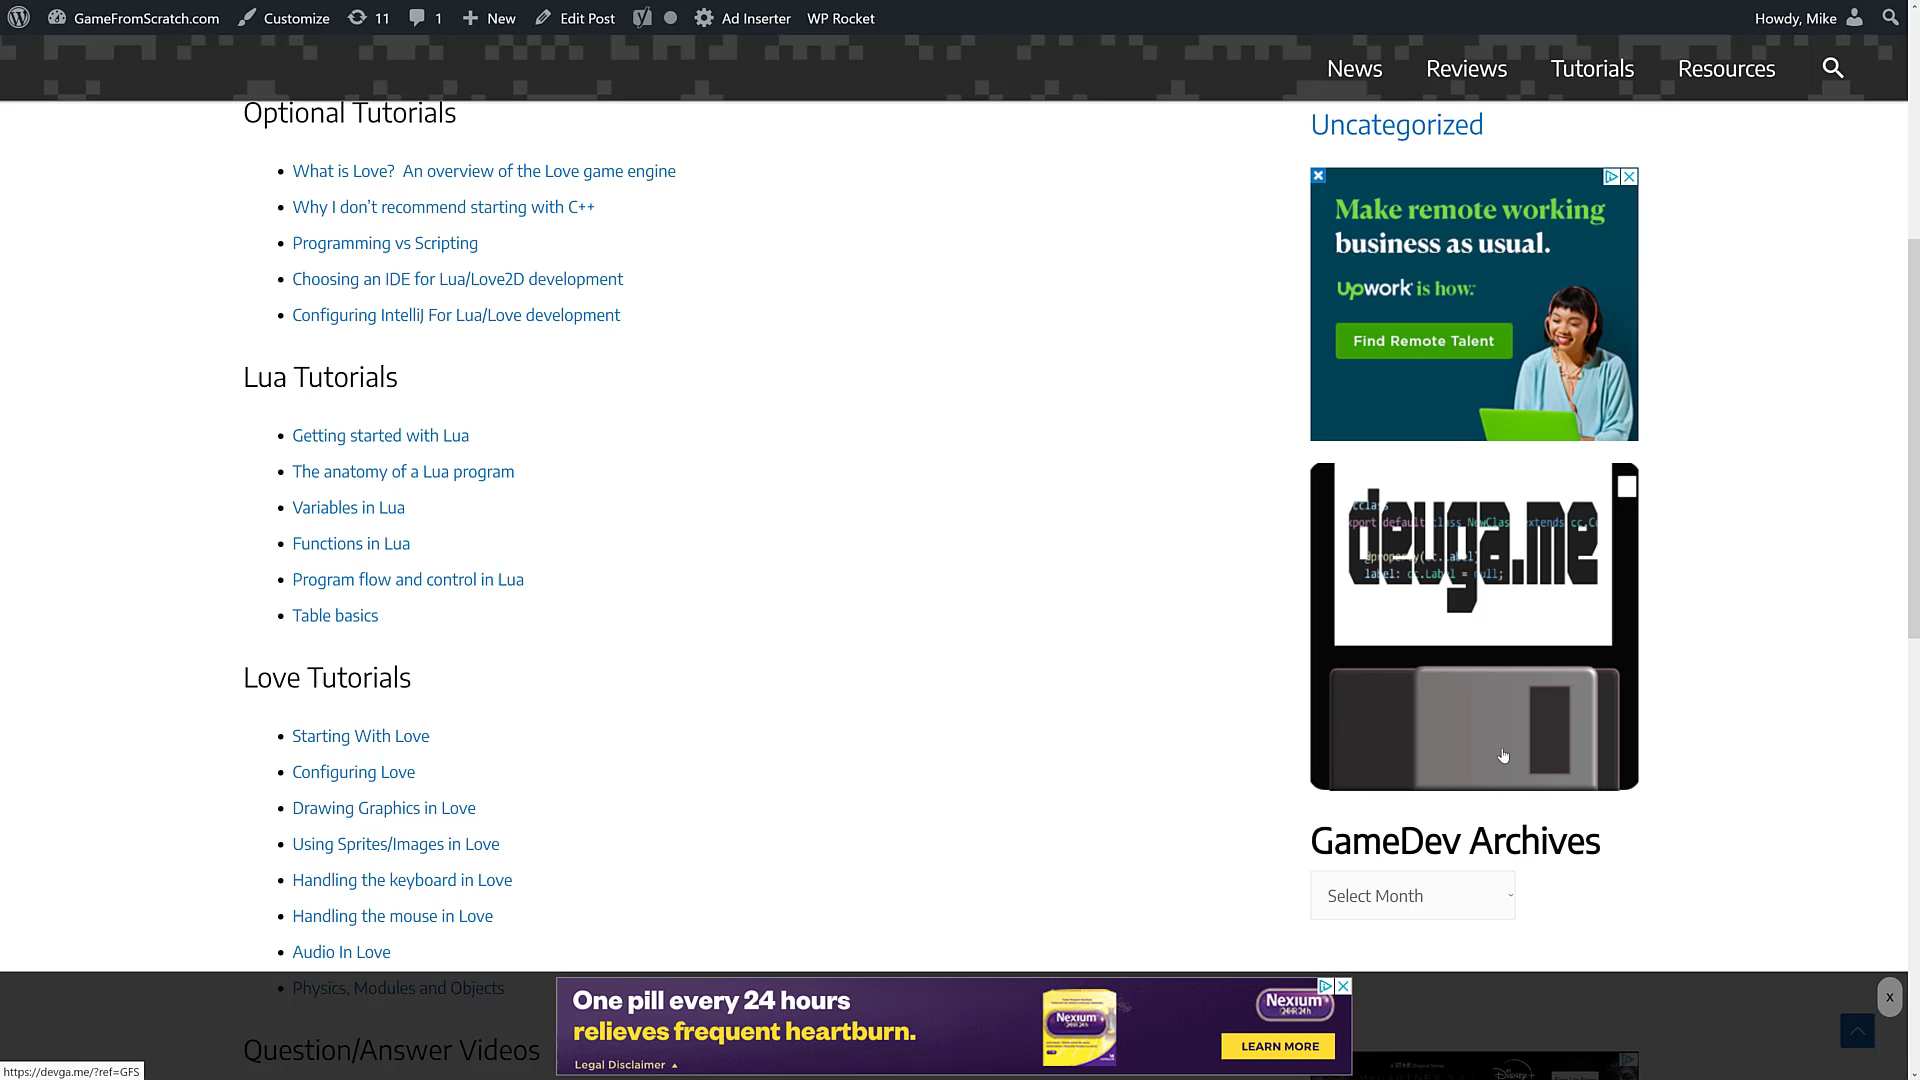 GameFromScratch.com Customize 11 1 New Edit Post Ad Inserter WP Rocket Howdy, Mike
News Reviews Tutorials Resources
Optional Tutorials
What is Love?  An overview of the Love game engine
Why I don't recommend starting with C++
Programming vs Scripting
Choosing an IDE for Lua/Love2D development
Configuring IntelliJ For Lua/Love development
Lua Tutorials
Getting started with Lua
The anatomy of a Lua program
Variables in Lua
Functions in Lua
Program flow and control in Lua
Table basics
Love Tutorials
Starting With Love
Configuring Love
Drawing Graphics in Love
Using Sprites/Images in Love
Handling the keyboard in Love
Handling the mouse in Love
Audio In Love
Physics, Modules and Objects
Question/Answer Videos
Uncategorized
Make remote working
business as usual.
Upwork is how:
Find Remote Talent
devga.me
GameDev Archives
Select Month
One pill every 24 hours
relieves frequent heartburn.
Legal Disclaimer
Nexium
Nexium
24HR
LEARN MORE
x
Disney+
https://devga.me/?ref=GFS